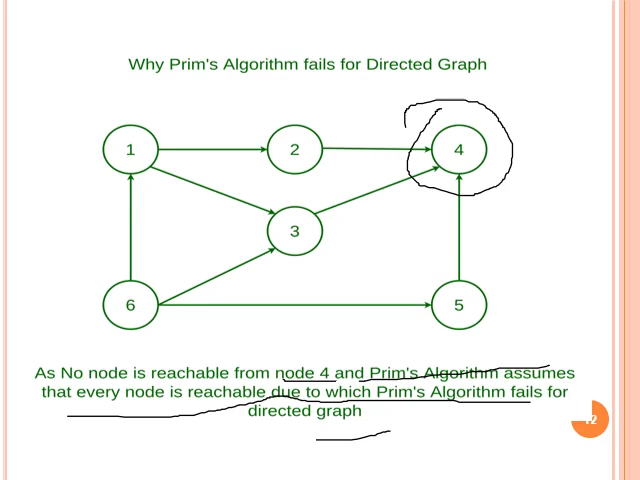 Why Prim's Algorithm fails for Directed Graph
1 2 4
3
6 5
As No node is reachable from node 4 and Prim's Algorithm assumes
that every node is reachable due to which Prim's Algorithm fails for
directed graph